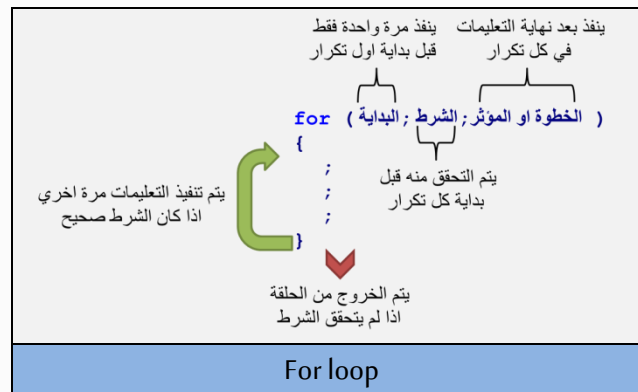 ينفذ مرة واحدة فقط
قبل بداية اول تكرار
ينفذ بعد نهاية التعليمات
في كل تكرار
for ( البداية ; الشرط ; الخطوة او المؤثر )
{
;
;
;
}
يتم التحقق منه قبل
بداية كل تكرار
يتم تنفيذ التعليمات مرة اخري
اذا كان الشرط صحيح
يتم الخروج من الحلقة
اذا لم يتحقق الشرط
For loop